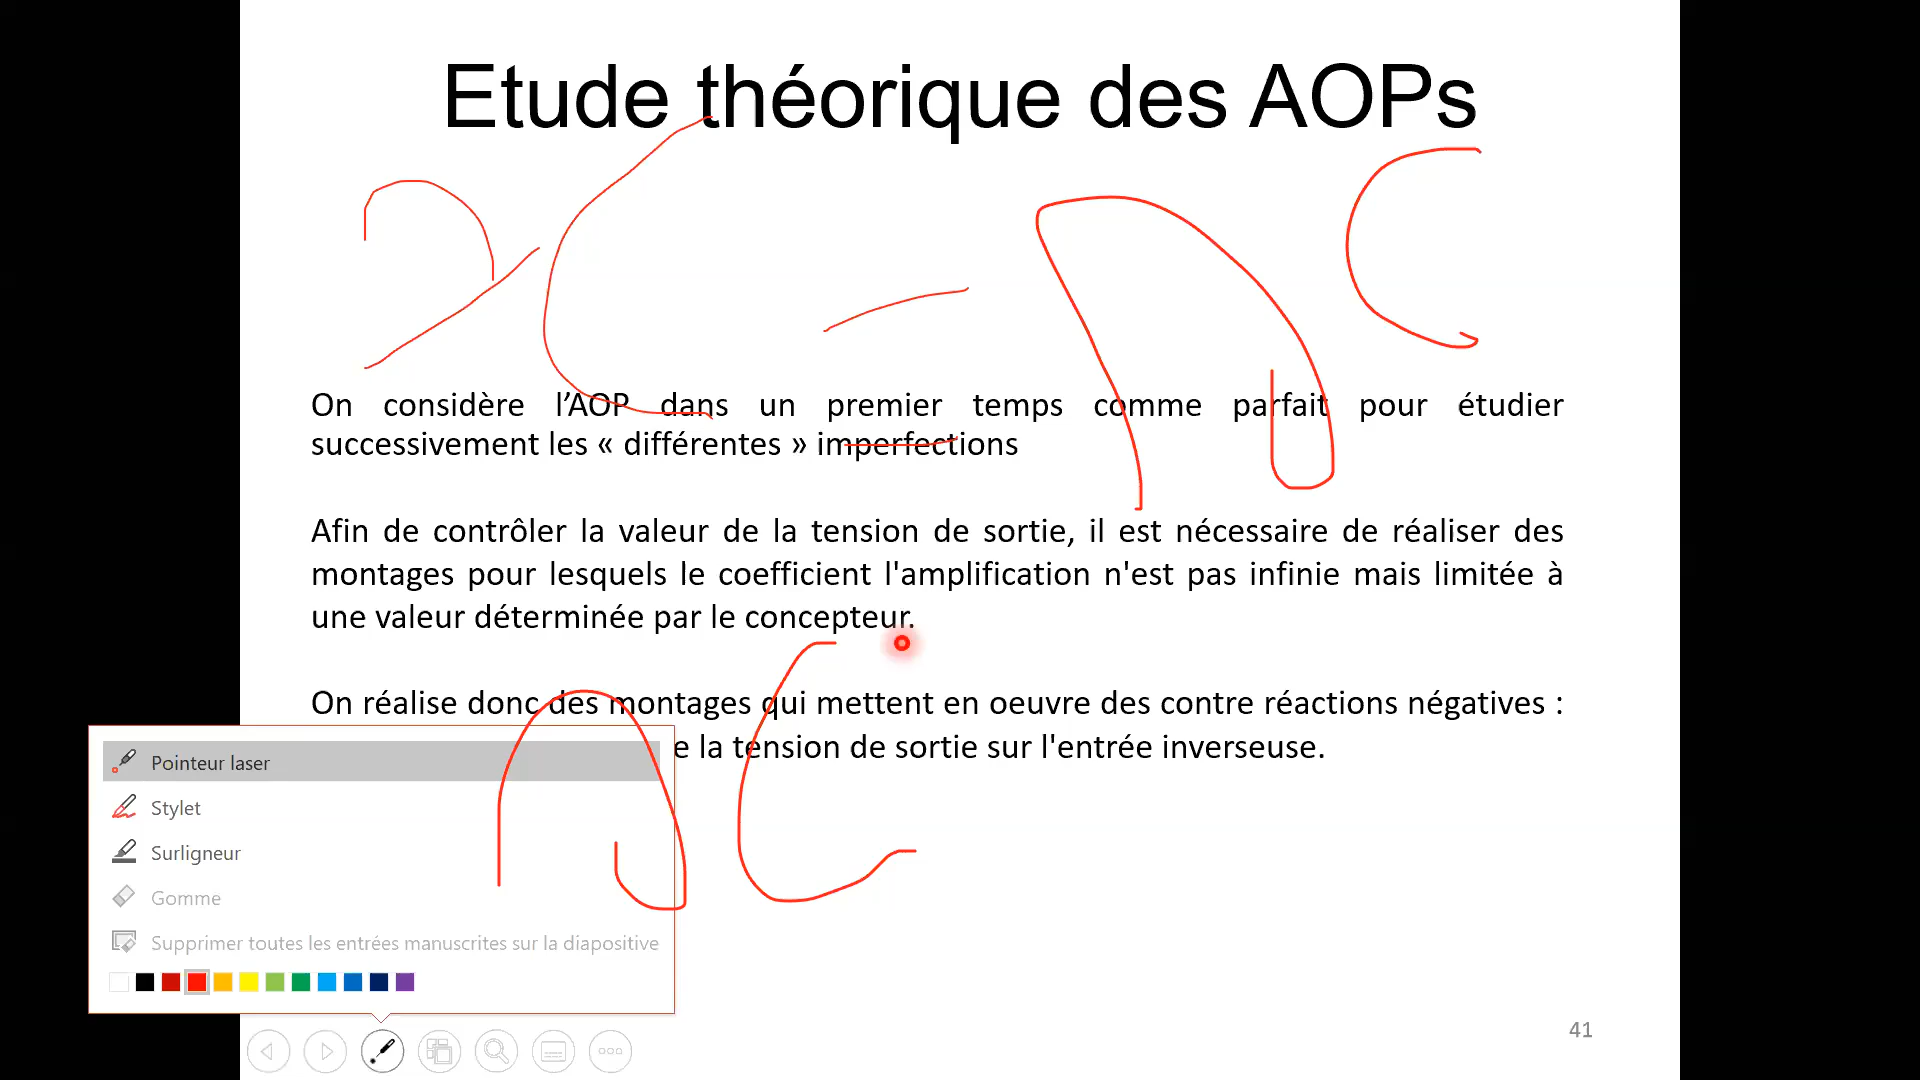 Etude théorique des AOPs
On considère l’AOP dans un premier temps comme parfait pour étudier
successivement les « différentes » imperfections
Afin de contrôler la valeur de la tension de sortie, il est nécessaire de réaliser des
montages pour lesquels le coefficient l'amplification n'est pas infinie mais limitée à
une valeur déterminée par le concepteur.
On réalise donc des montages qui mettent en oeuvre des contre réactions négatives :
la tension de sortie sur l'entrée inverseuse.
Pointeur laser
Stylet
Surligneur
Gomme
Supprimer toutes les entrées manuscrites sur la diapositive
41